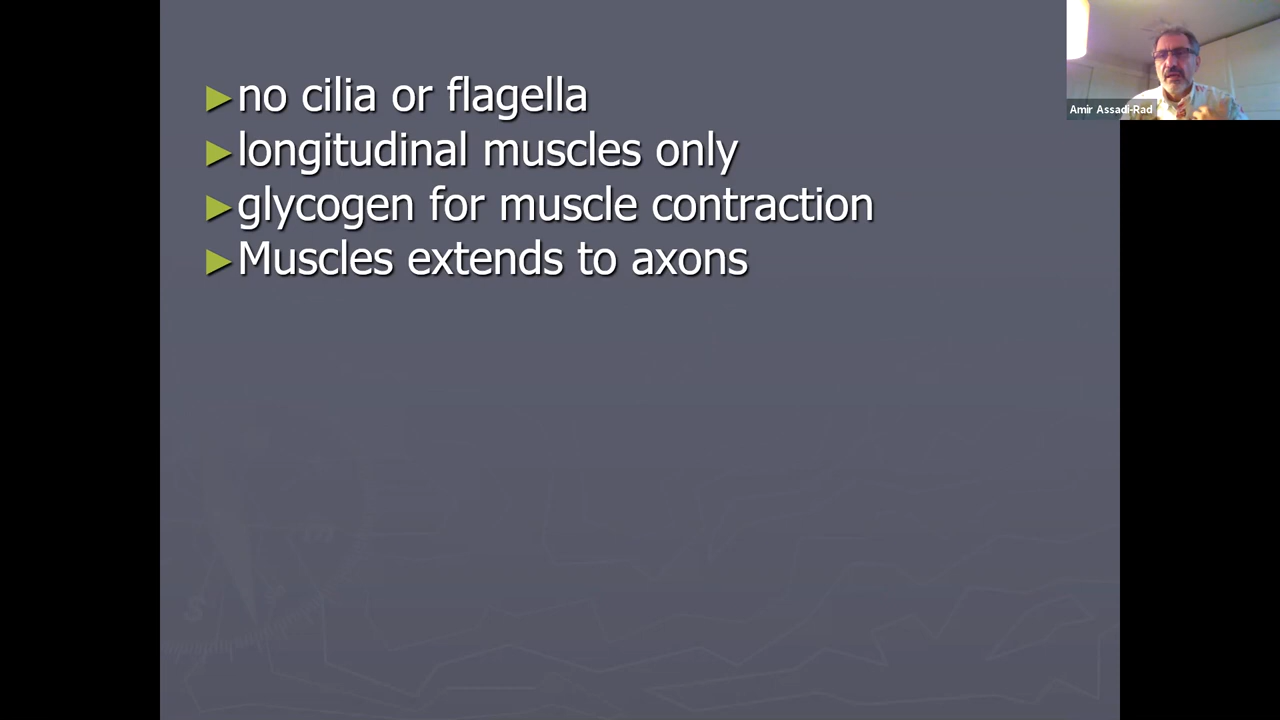 no cilia or flagella
longitudinal muscles only
glycogen for muscle contraction
Muscles extends to axons
Amir Assadi-Rad